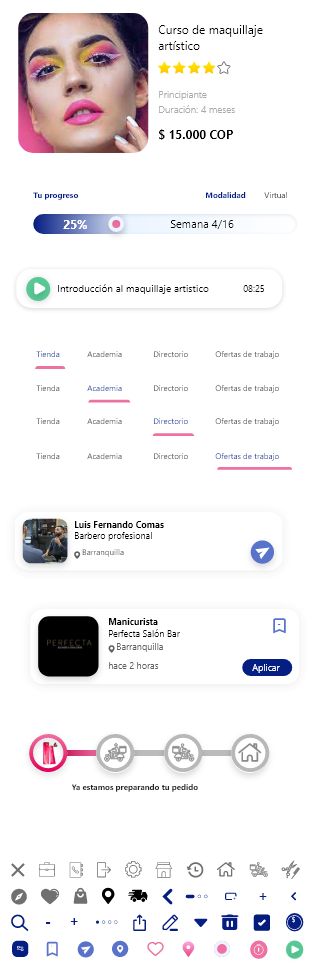 Curso de maquillaje
artístico
Principiante
Duración: 4 meses
$ 15.000 COP
Tu progreso
Modalidad
Virtual
25%
Semana 4/16
Introducción al maquillaje artístico
08:25
Tienda Academia Directorio Ofertas de trabajo
Tienda Academia Directorio Ofertas de trabajo
Tienda Academia Directorio Ofertas de trabajo
Tienda Academia Directorio Ofertas de trabajo
Luis Fernando Comas
Barbero profesional
Barranquilla
PERFECTA
Manicurista
Perfecta Salón Bar
Barranquilla
hace 2 horas
Aplicar
Ya estamos preparando tu pedido